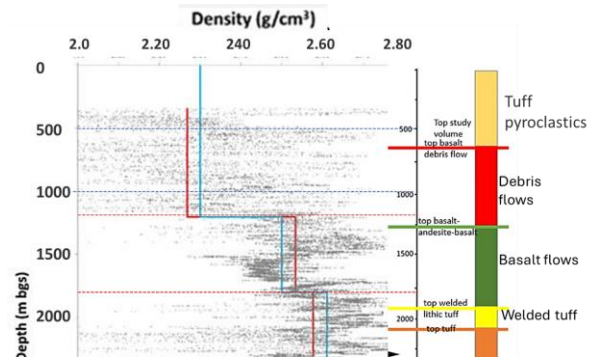 Density (g/cm³)
2.0 2.20 240 2.60 2.80
0
500
1000
1500
2000
Depth (m bgs)
Top study
volume
500
top basalt
debris flow
1000
top basalt-
andesite-basalt
1500
top welded
2000
lithic tuff
top tuff
Tuff
pyroclastics
Debris
flows
Basalt flows
Welded tuff